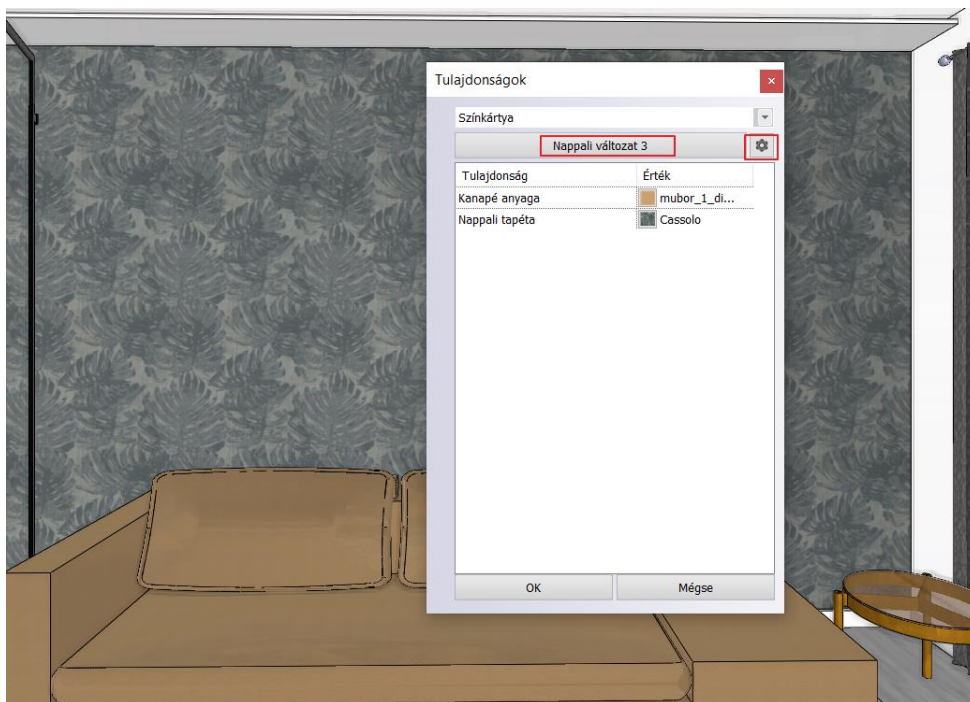 Tulajdonságok
Színkártya
Nappali változat 3
Tulajdonság Érték
Kanapé anyaga mubor_1_di...
Nappali tapéta Cassolo
OK Mégse